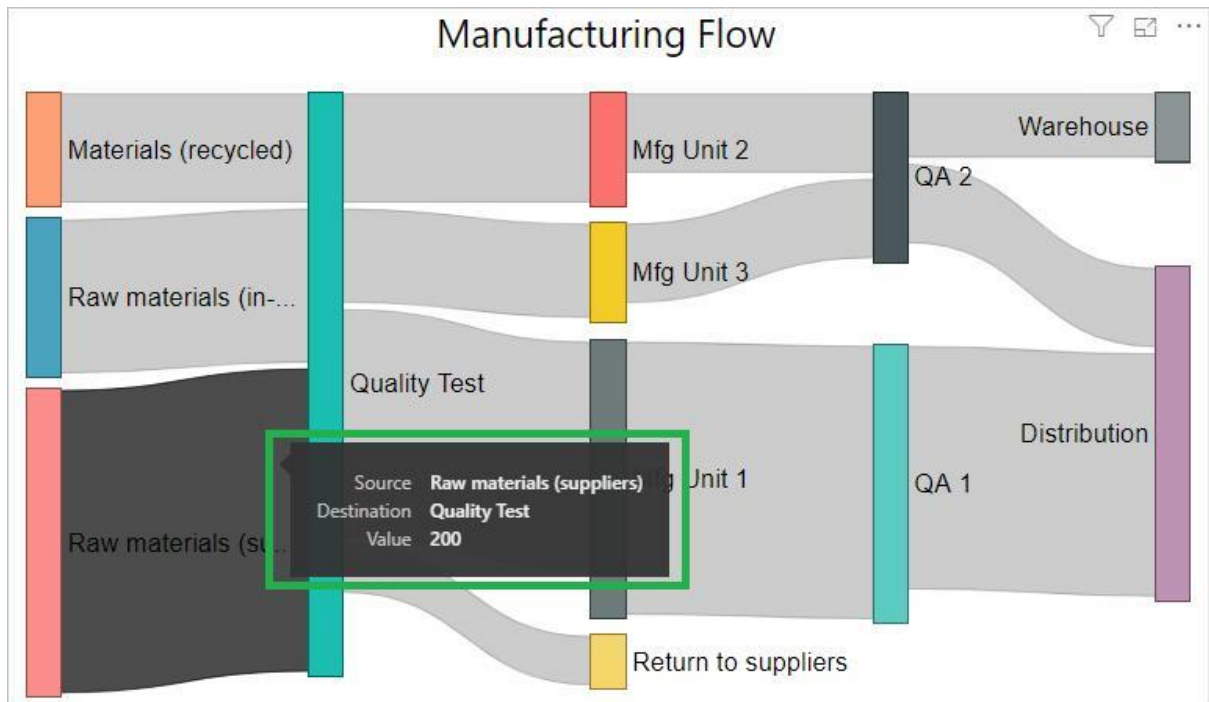 Manufacturing Flow
Materials (recycled)
Mfg Unit 2
Warehouse
QA 2
Raw materials (in-...
Mfg Unit 3
Quality Test
Distribution
Source Raw materials (suppliers)
Destination Quality Test
Value 200
Mfg Unit 1
QA 1
Raw materials (su...
Return to suppliers